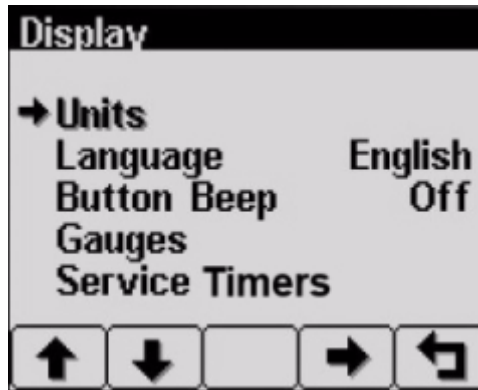 Display
Units
Language English
Button Beep Off
Gauges
Service Timers